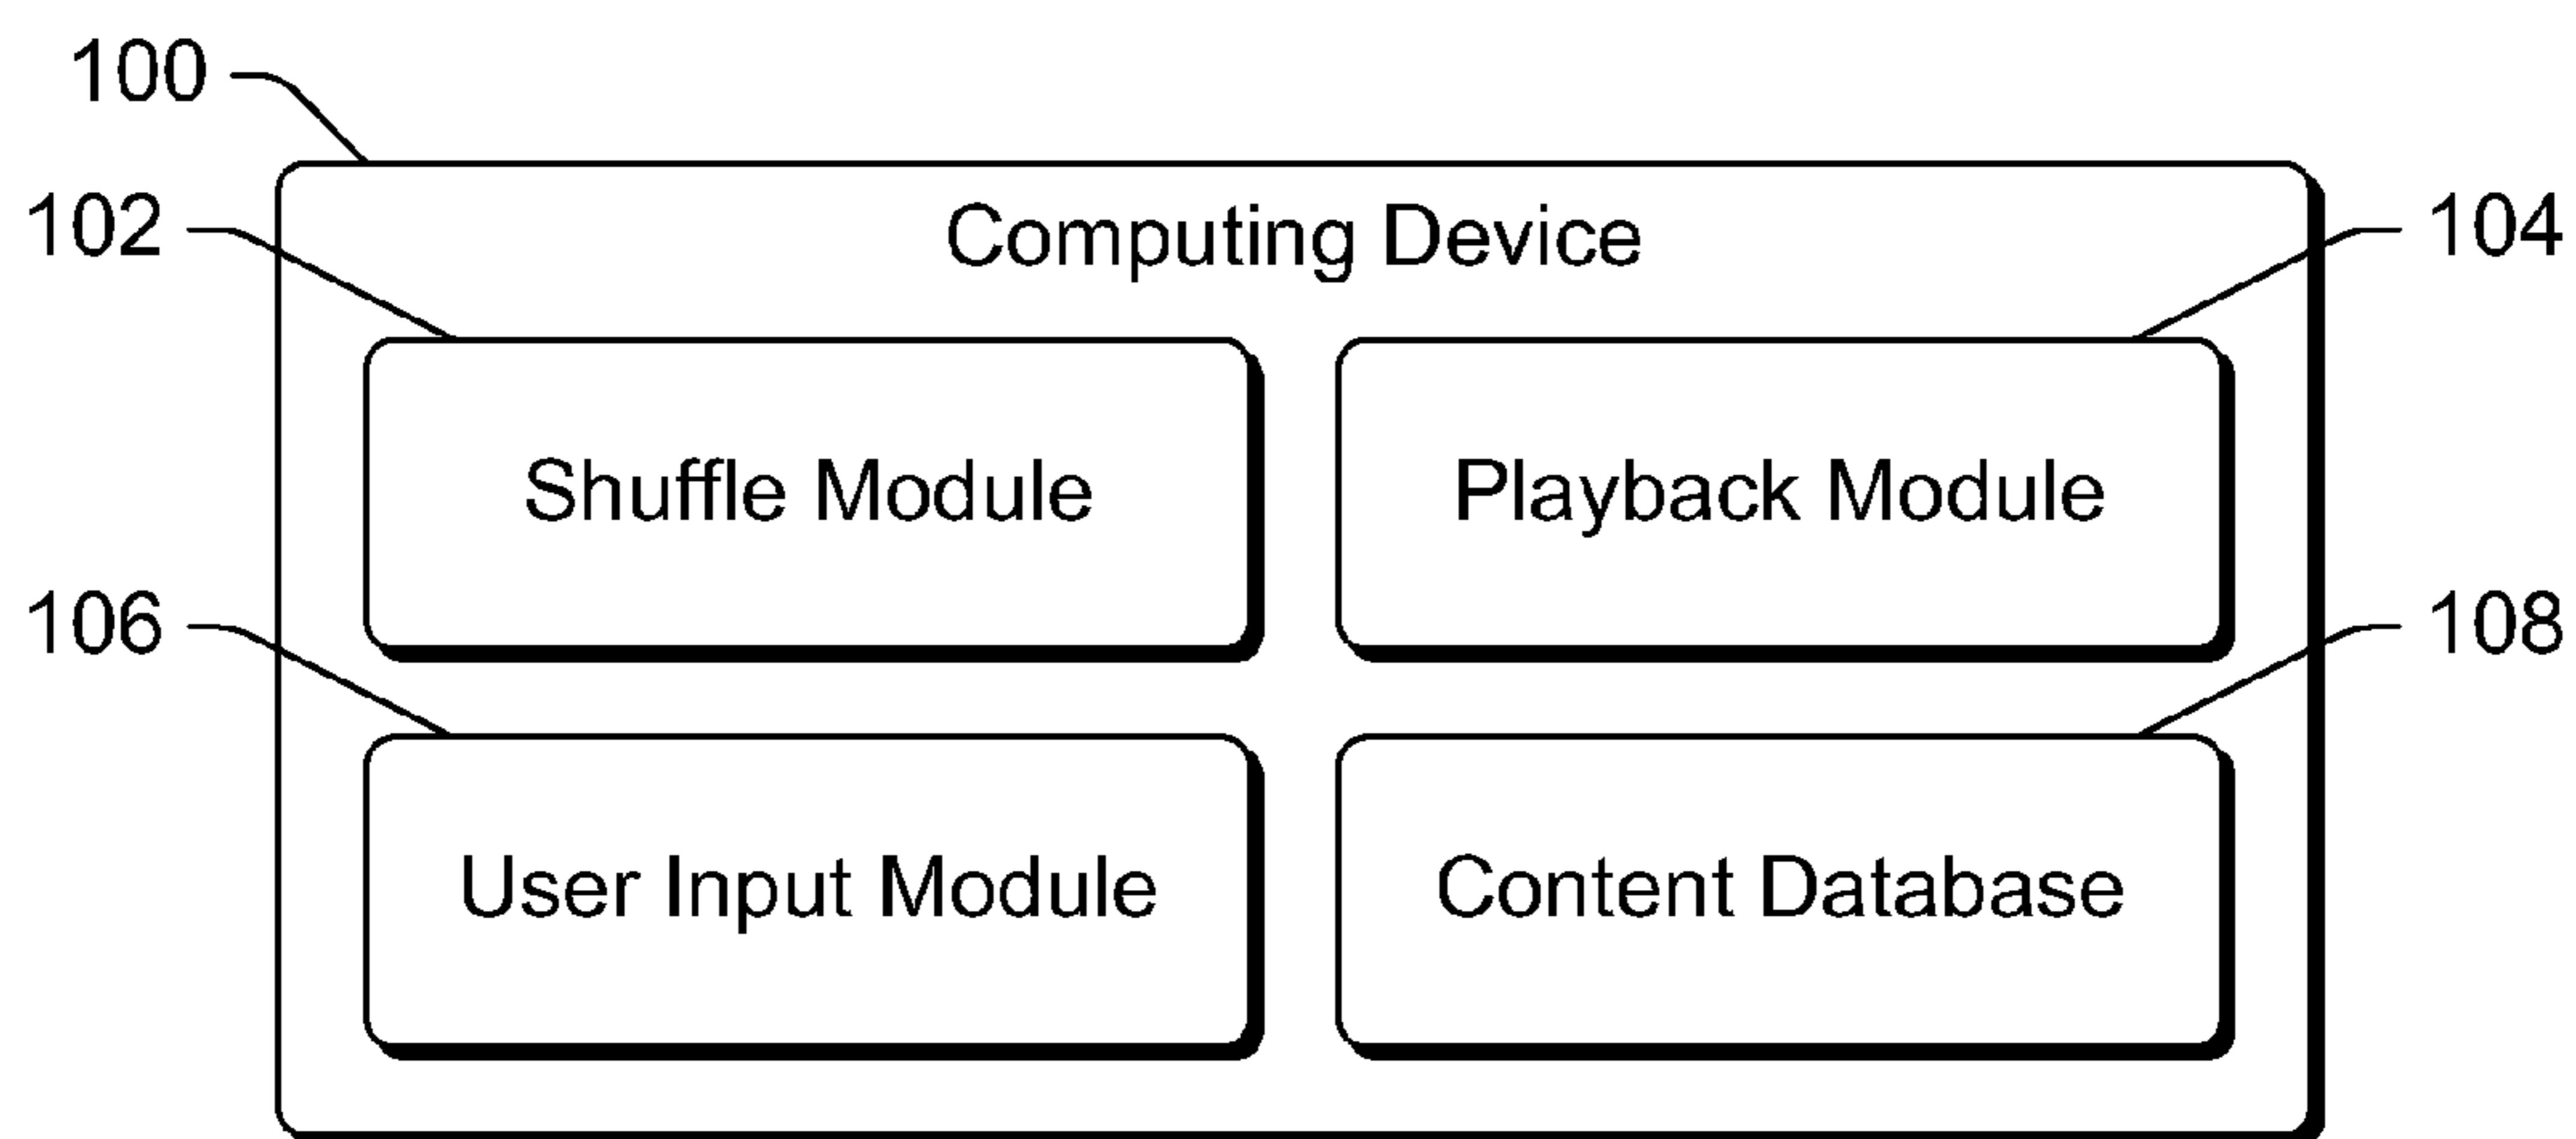 100
Computing Device
102
104
Shuffle Module
Playback Module
106
108
User Input Module
Content Database